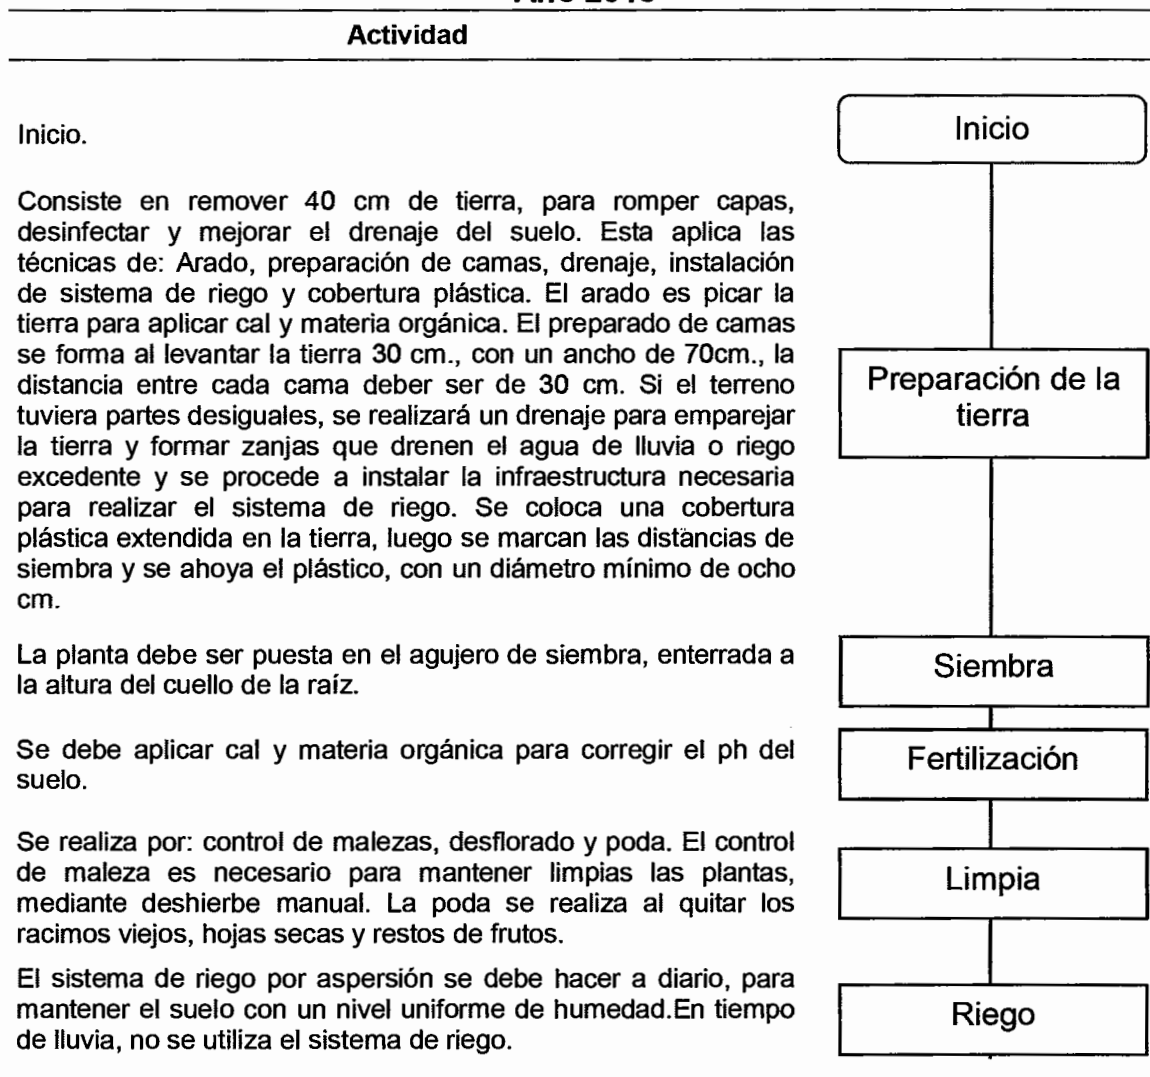 Actividad
Inicio.
Inicio
Consiste en remover 40 cm de tierra, para romper capas,
desinfectar y mejorar el drenaje del suelo. Esta aplica las
técnicas de: Arado, preparación de camas, drenaje, instalación
de sistema de riego y cobertura plástica. El arado es picar la
tierra para aplicar cal y materia orgánica. El preparado de camas
se forma al levantar la tierra 30 cm., con un ancho de 70cm., la
distancia entre cada cama deber ser de 30 cm. Si el terreno
tuviera partes desiguales, se realizará un drenaje para emparejar
la tierra y formar zanjas que drenen el agua de lluvia o riego
excedente y se procede a instalar la infraestructura necesaria
para realizar el sistema de riego. Se coloca una cobertura
plástica extendida en la tierra, luego se marcan las distancias de
siembra y se ahoya el plástico, con un diámetro mínimo de ocho
cm.
Preparación de la
tierra
La planta debe ser puesta en el agujero de siembra, enterrada a
la altura del cuello de la raíz.
Siembra
Se debe aplicar cal y materia orgánica para corregir el ph del
suelo.
Fertilización
Se realiza por: control de malezas, desflorado y poda. El control
de maleza es necesario para mantener limpias las plantas,
mediante deshierbe manual. La poda se realiza al quitar los
racimos viejos, hojas secas y restos de frutos.
Limpia
El sistema de riego por aspersión se debe hacer a diario, para
mantener el suelo con un nivel uniforme de humedad.En tiempo
de lluvia, no se utiliza el sistema de riego.
Riego